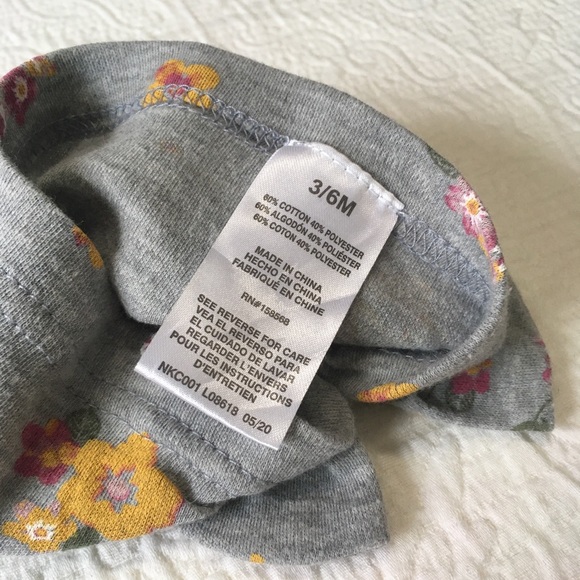 3/6M
60% COTTON 40% POLYESTER
60% ALGODÓN 40% POLIÉSTER
60% COTON 40% POLYESTER
MADE IN CHINA
HECHO EN CHINA
FABRIQUÉ EN CHINE
RN#158568
SEE REVERSE FOR CARE
VEA EL REVERSO PARA
EL CUIDADO DE LAVAR
REGARDER L'ENVERS
POUR LES INSTRUCTIONS
D'ENTRETIEN
NKC001 L08618 05/20